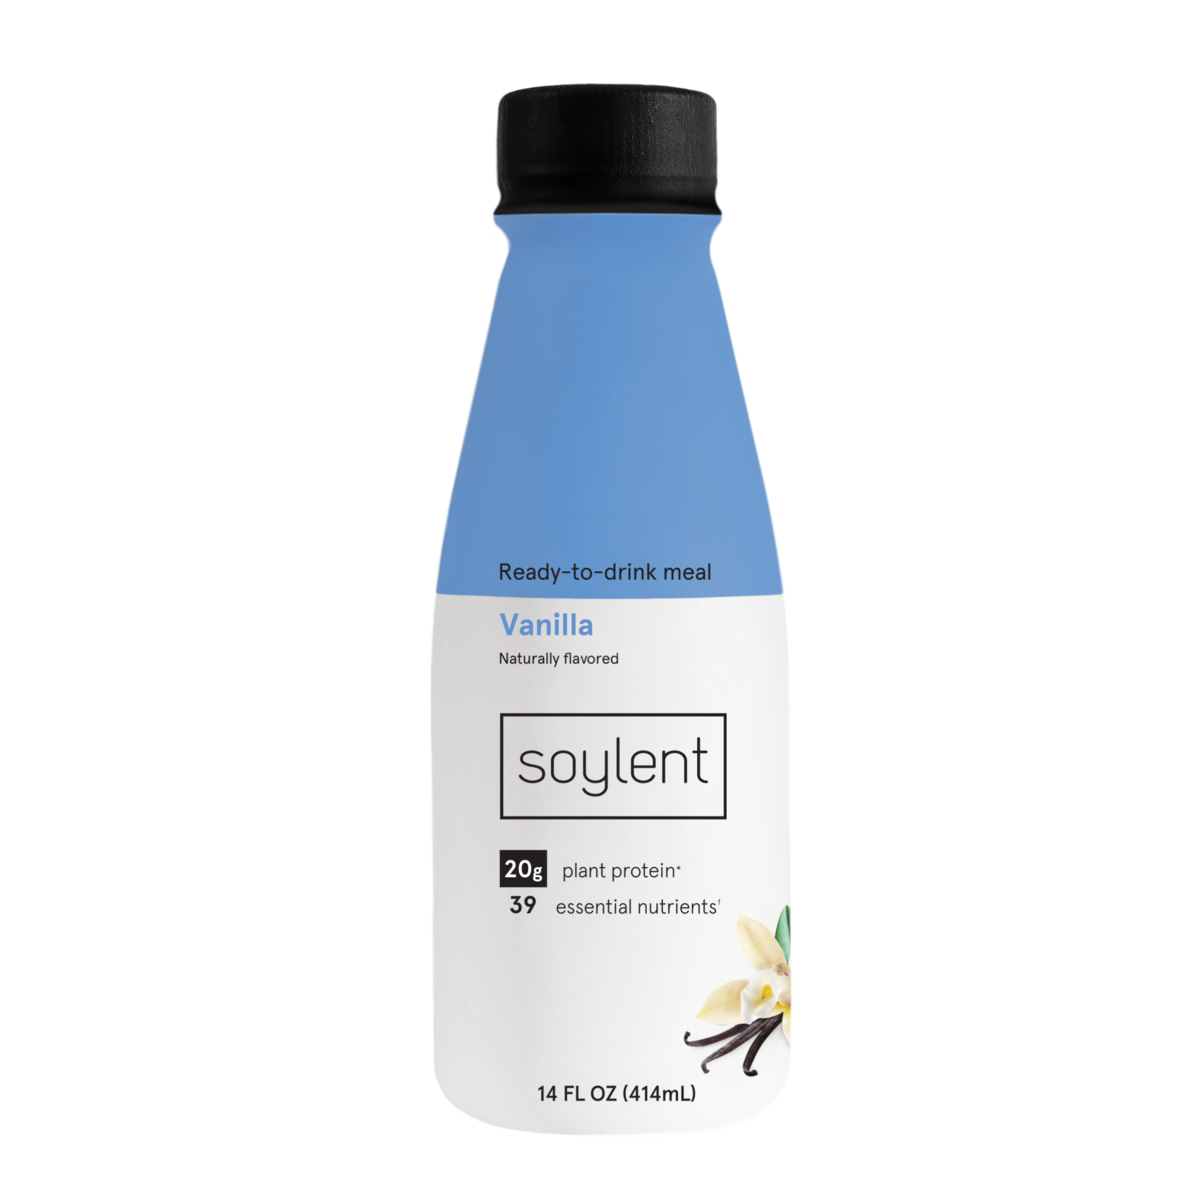 Ready-to-drink meal
Vanilla
Naturally flavored
soylent
20g plant protein*
39 essential nutrients†
14 FL OZ (414mL)